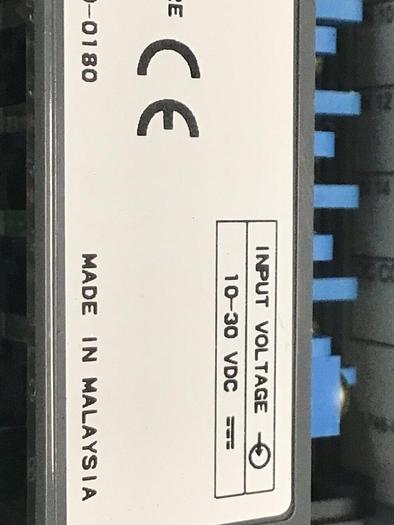 CE
INPUT VOLTAGE
10-30 VDC
-0180
MADE IN MALAYSIA